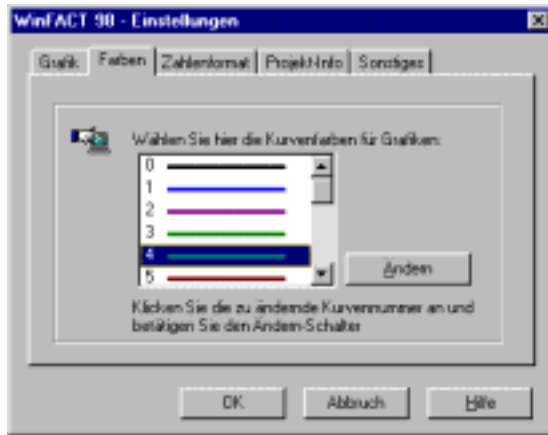 WinFACT 98 - Einstellungen
Grafik Farben Zahlenformat Projekt-Info Sonstiges
Wählen Sie hier die Kurvenfarben für Grafiken:
0
1
2
3
4
5
Ändern
Klicken Sie die zu ändernde Kurvennummer an und
betätigen Sie den Ändern-Schalter
OK Abbruch Hilfe